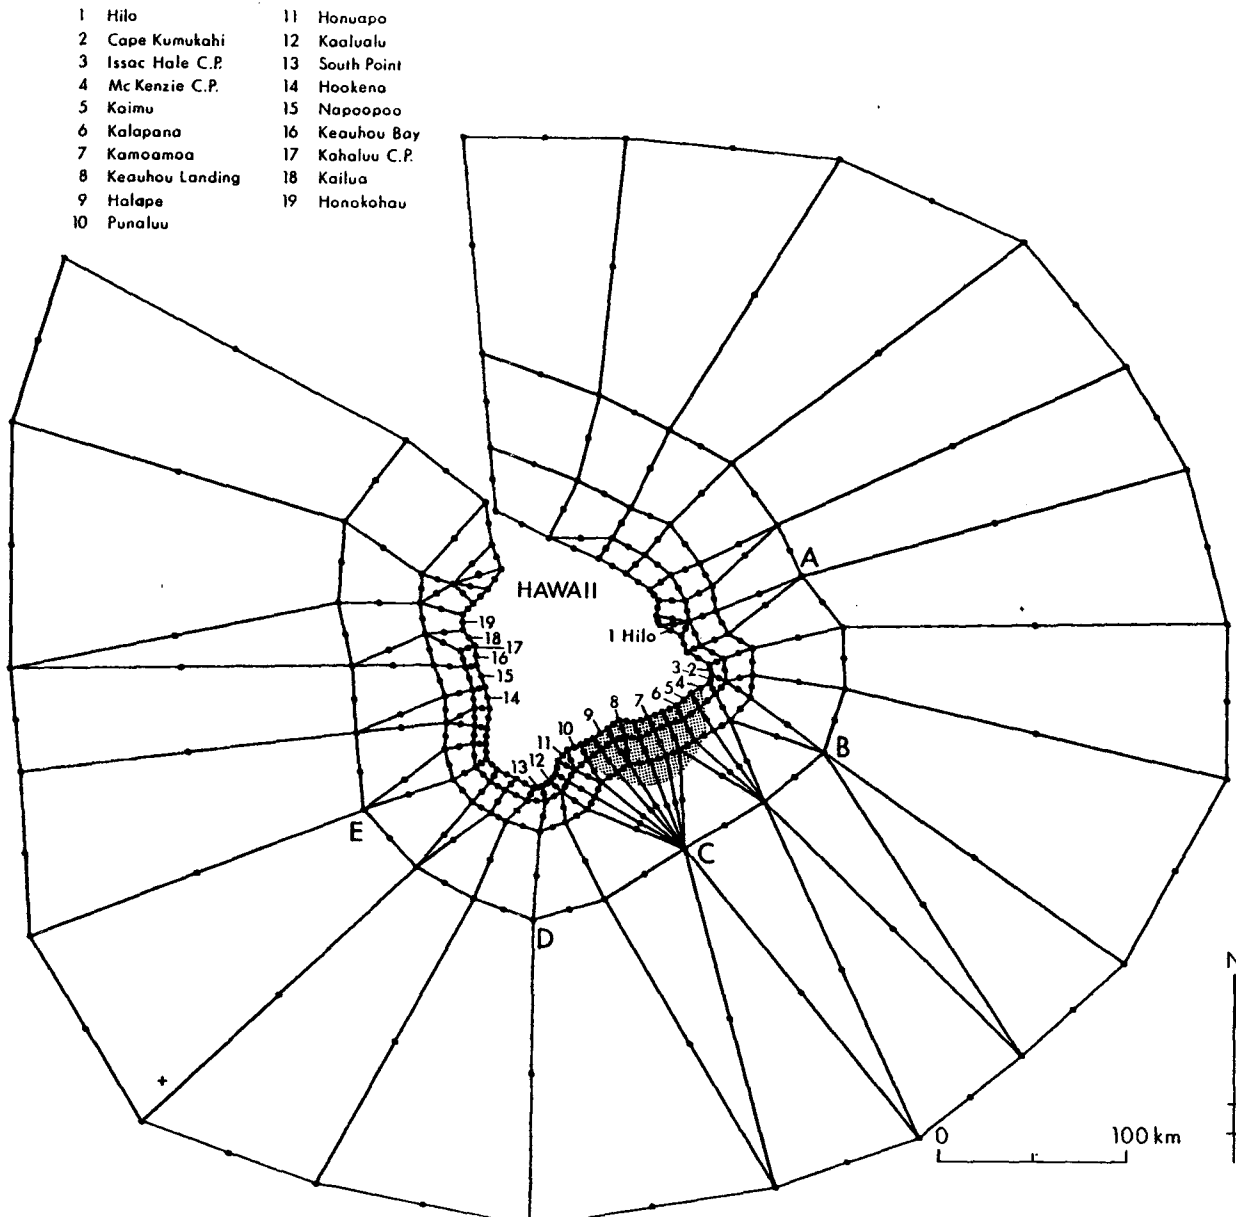 1 Hilo
2 Cape Kumukahi
3 Issac Hale C.P.
4 Mc Kenzie C.P.
5 Kaimu
6 Kalapana
7 Kamoamoa
8 Keauhou Landing
9 Halape
10 Punaluu
11 Honuapo
12 Kaalualu
13 South Point
14 Hookena
15 Napoopoo
16 Keauhou Bay
17 Kahaluu C.P.
18 Kailua
19 Honokohau
A
HAWAII
19
1 Hilo
18
17
16
3
2
15
4
5
6
14
7
8
9
10
11
12
13
B
E
C
D
N
0
100 km